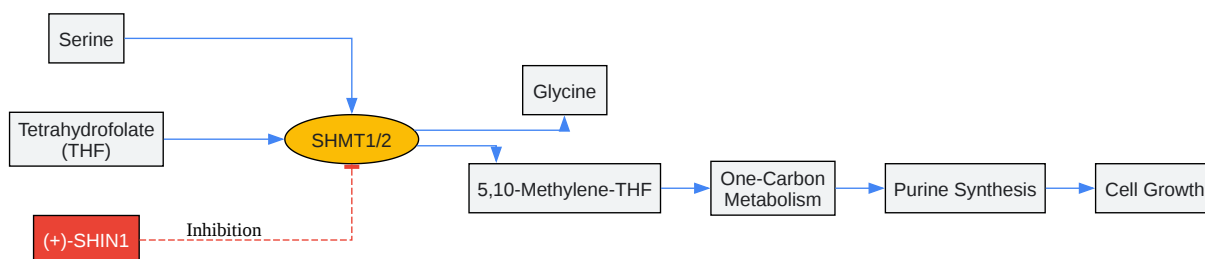 Serine
Glycine
Tetrahydrofolate
(THF)
SHMT1/2
5,10-Methylene-THF
One-Carbon
Metabolism
Purine Synthesis
Cell Growth
(+)-SHIN1
Inhibition